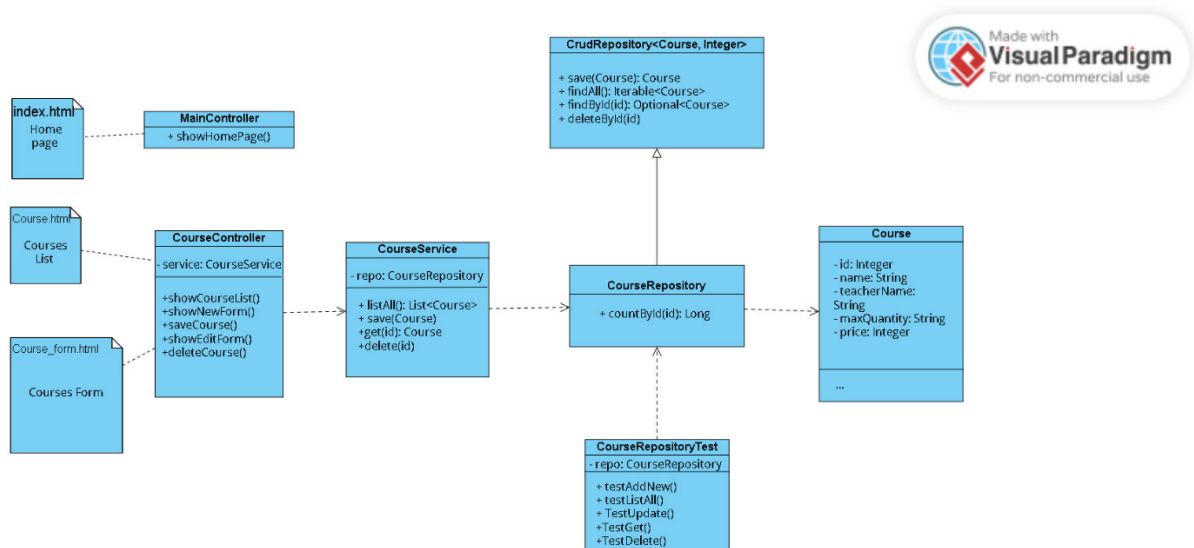 Made with
Visual Paradigm
For non-commercial use
CrudRepository<Course, Integer>
+ save(Course): Course
+ findAll(): Iterable<Course>
+ findById(id): Optional<Course>
+ deleteById(id)
index.html
Home
page
MainController
+ showHomePage()
Course.html
Courses
List
CourseController
- service: CourseService
+showCourseList()
+showNewForm()
+saveCourse()
+showEditForm()
+deleteCourse()
Course_form.html
Courses Form
CourseService
- repo: CourseRepository
+ listAll(): List<Course>
+ save(Course)
+get(id): Course
+delete(id)
CourseRepository
+ countById(id): Long
Course
- id: Integer
- name: String
- teacherName:
String
- maxQuantity: String
- price: Integer
...
CourseRepositoryTest
- repo: CourseRepository
+ testAddNew()
+ testListAll()
+ TestUpdate()
+TestGet()
+TestDelete()